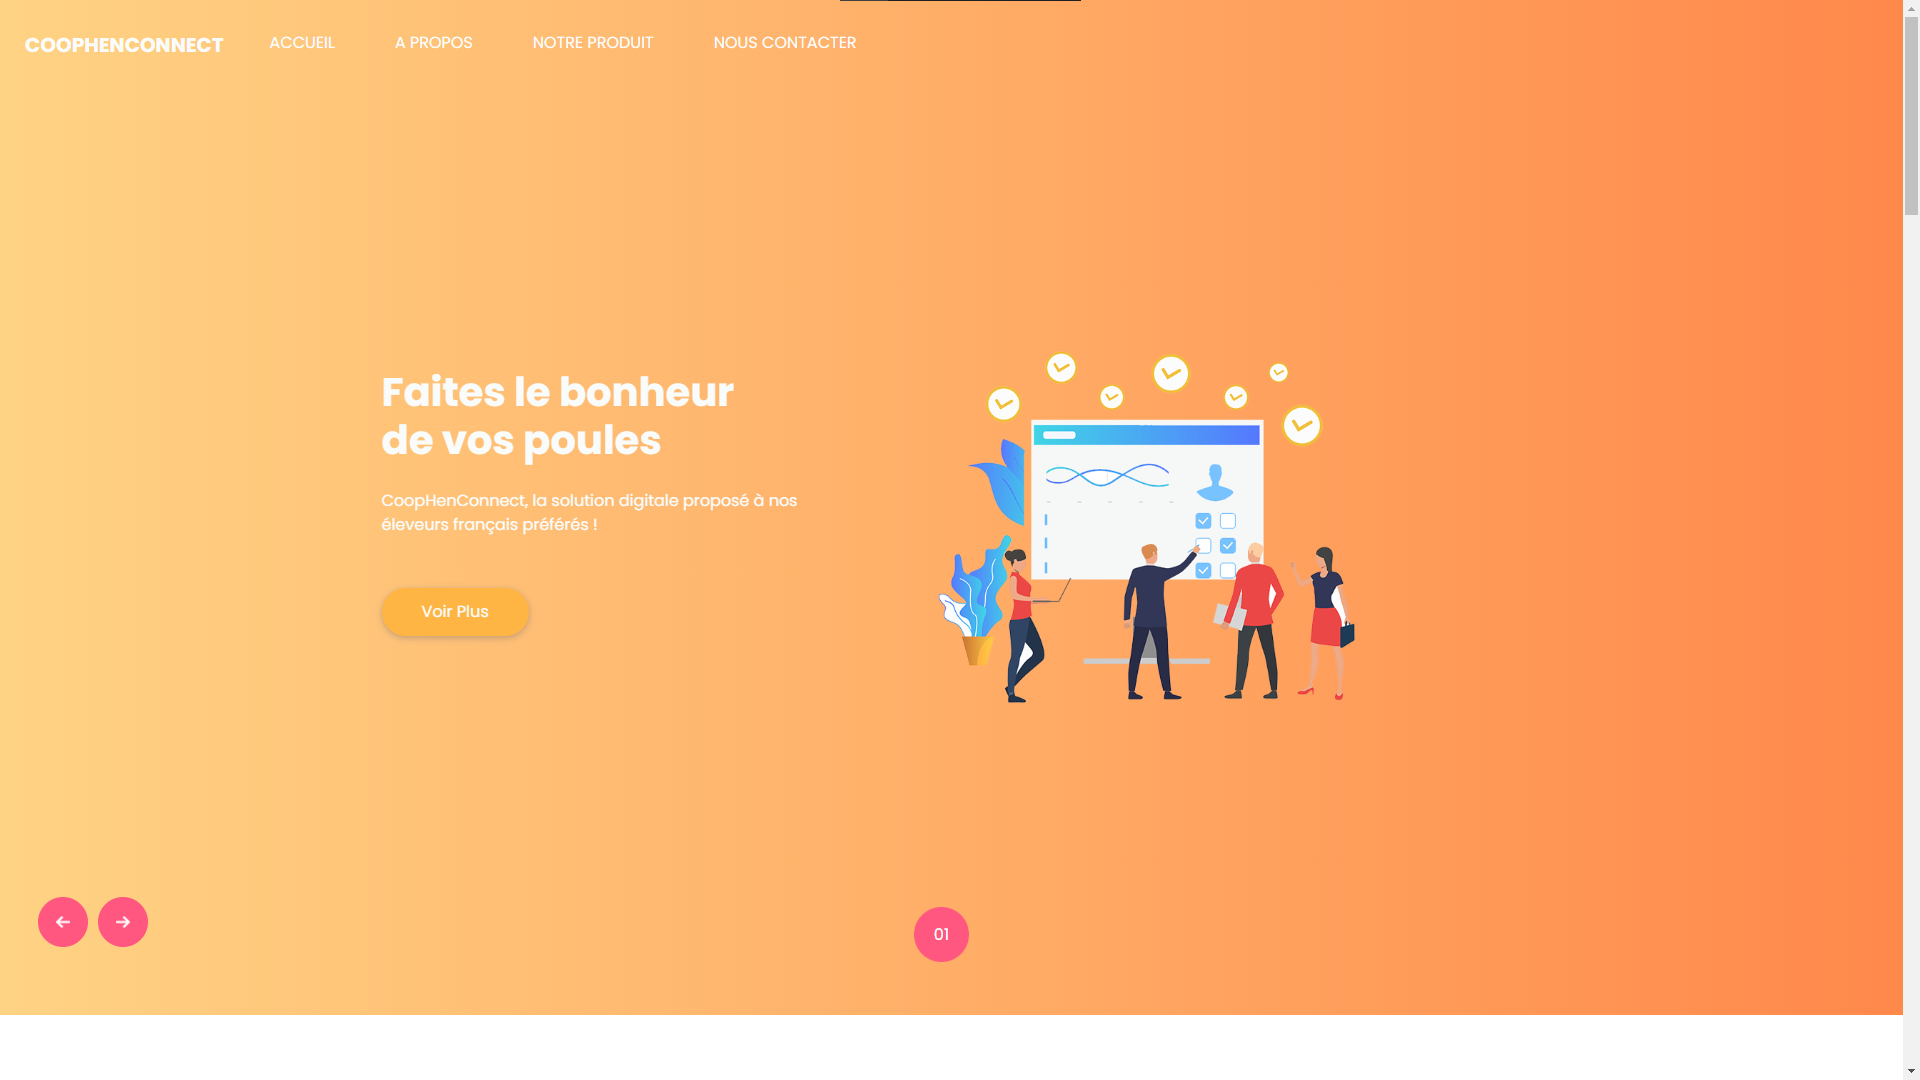 COOPHENCONNECT
ACCUEIL
A PROPOS
NOTRE PRODUIT
NOUS CONTACTER
Faites le bonheur
de vos poules
CoopHenConnect, la solution digitale proposé à nos
éleveurs français préférés !
Voir Plus
01